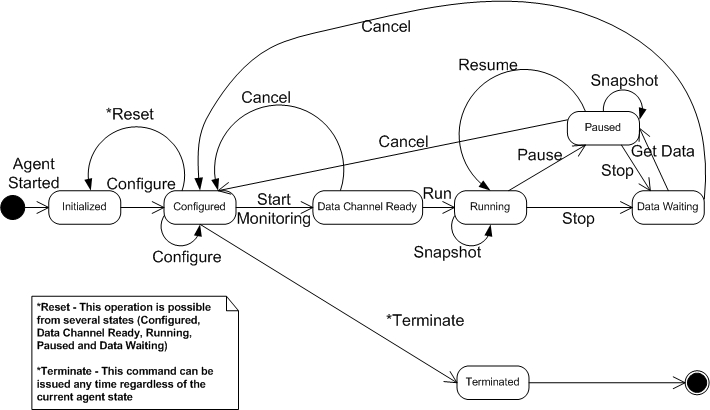 Cancel
Resume
Snapshot
*Reset
Cancel
Paused
Cancel
Get Data
Pause
Agent
Started
Configure
Stop
Start
Monitoring
Run
Initialized
Configured
Data Channel Ready
Running
Data Waiting
Stop
Configure
Snapshot
*Reset - This operation is possible
from several states (Configured,
Data Channel Ready, Running,
Paused and Data Waiting)
*Terminate - This command can be
issued any time regardless of the
current agent state
*Terminate
Terminated